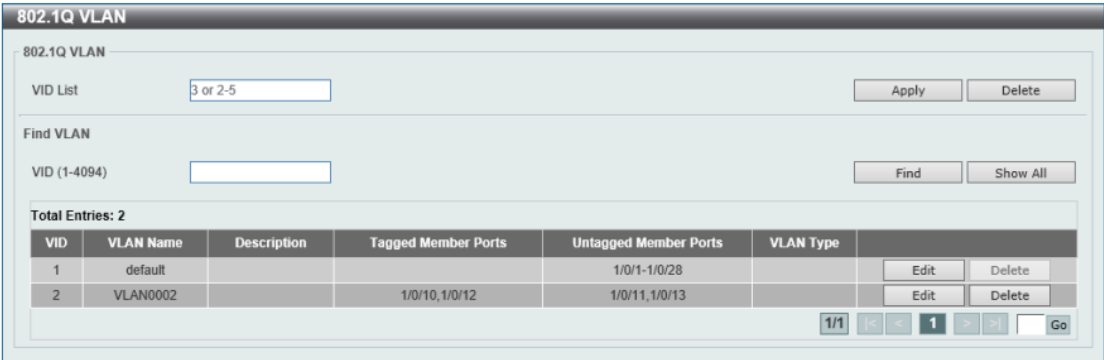 802.1Q VLAN
802.1Q VLAN
VID List 3 or 2-5 Apply Delete
Find VLAN
VID (1-4094) Find Show All
Total Entries: 2
VID VLAN Name Description Tagged Member Ports Untagged Member Ports VLAN Type
1 default 1/0/1-1/0/28 Edit Delete
2 VLAN0002 1/0/10,1/0/12 1/0/11,1/0/13 Edit Delete
1/1 |< < 1 > >| Go